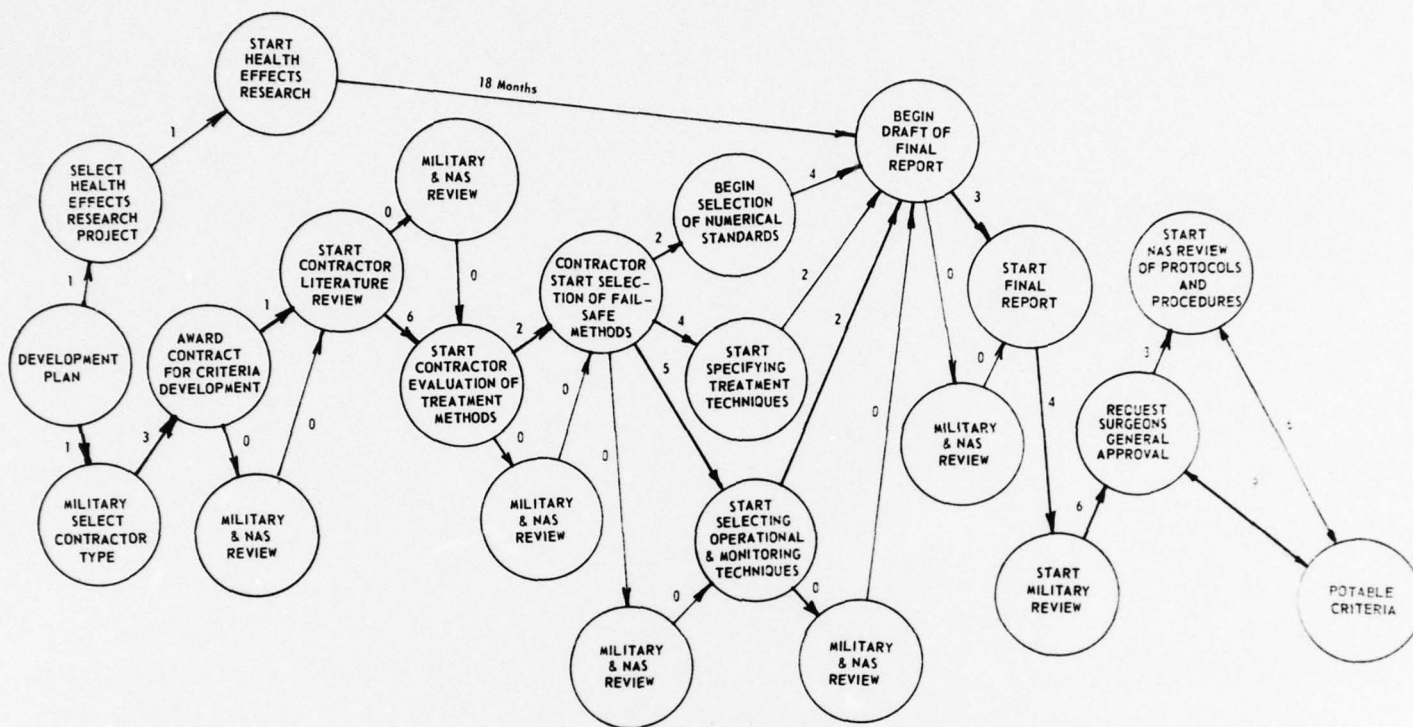 START
HEALTH
EFFECTS
RESEARCH
18 Months
BEGIN
DRAFT OF
FINAL
REPORT
1
SELECT
HEALTH
EFFECTS
RESEARCH
PROJECT
MILITARY
& NAS
REVIEW
BEGIN
SELECTION
OF NUMERICAL
STANDARDS
4
3
0
START
CONTRACTOR
LITERATURE
REVIEW
0
2
CONTRACTOR
START SELEC-
TION OF FAIL-
SAFE
METHODS
START
FINAL
REPORT
0
START
NAS REVIEW
OF PROTOCOLS
AND
PROCEDURES
1
DEVELOPMENT
PLAN
AWARD
CONTRACT
FOR CRITERIA
DEVELOPMENT
1
6
START
CONTRACTOR
EVALUATION OF
TREATMENT
METHODS
2
4
5
START
SPECIFYING
TREATMENT
TECHNIQUES
2
2
0
MILITARY
& NAS
REVIEW
0
4
REQUEST
SURGEONS
GENERAL
APPROVAL
3
1
3
MILITARY
SELECT
CONTRACTOR
TYPE
0
0
MILITARY
& NAS
REVIEW
0
0
MILITARY
& NAS
REVIEW
0
START
SELECTING
OPERATIONAL
& MONITORING
TECHNIQUES
0
0
MILITARY
& NAS
REVIEW
MILITARY
& NAS
REVIEW
6
START
MILITARY
REVIEW
POTABLE
CRITERIA